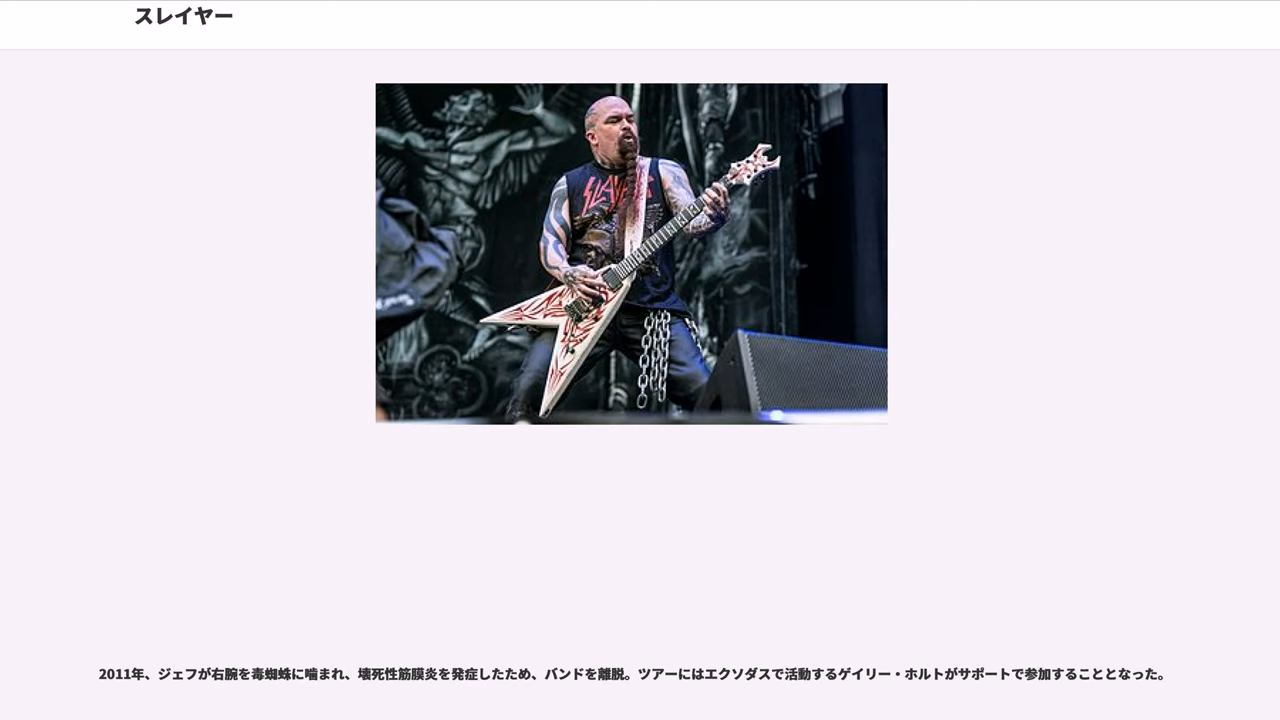 スレイヤー
SLAYER
2011年、ジェフが右腕を毒蜘蛛に噛まれ、壊死性筋膜炎を発症したため、バンドを離脱。ツアーにはエクソダスで活動するゲイリー・ホルトがサポートで参加することとなった。